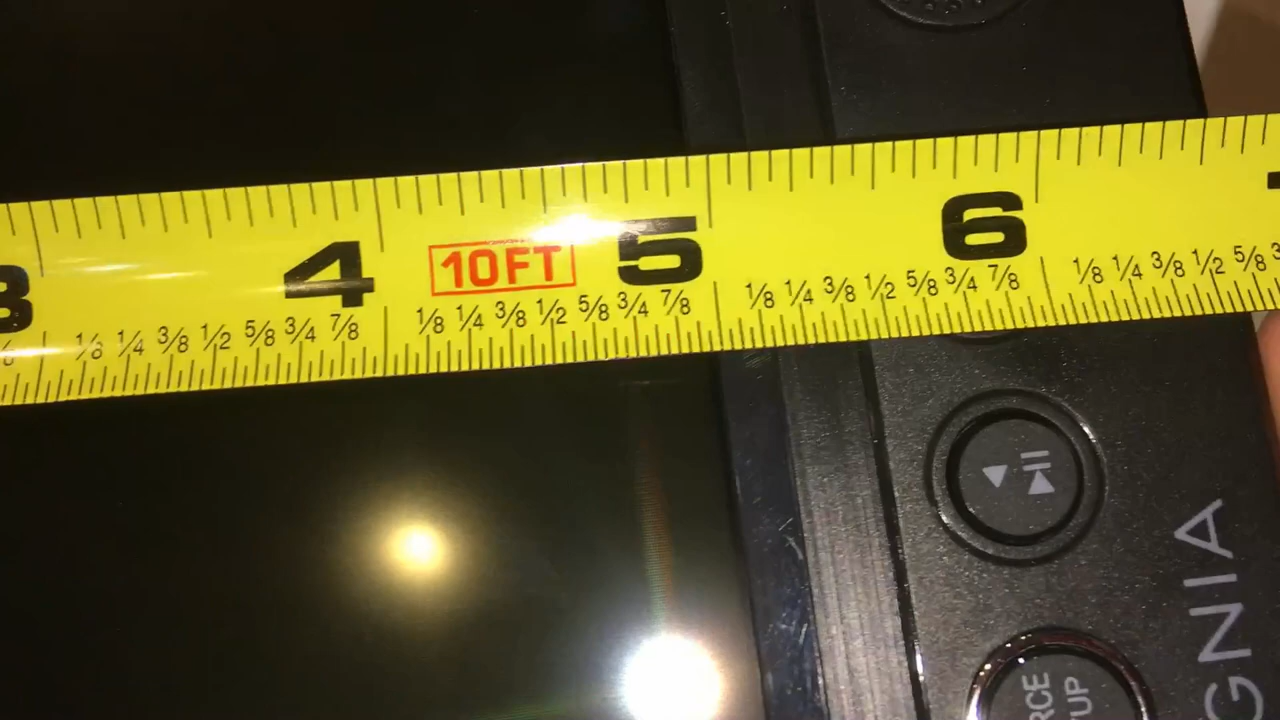 3 4 10FT 5 6
1/8 1/4 3/8 1/2 5/8 3/4 7/8 1/8 1/4 3/8 1/2 5/8 3/4 7/8 1/8 1/4 3/8 1/2 5/8 3/4 7/8 1/8 1/4 3/8 1/2 5/8
GNIA
RCE
UP